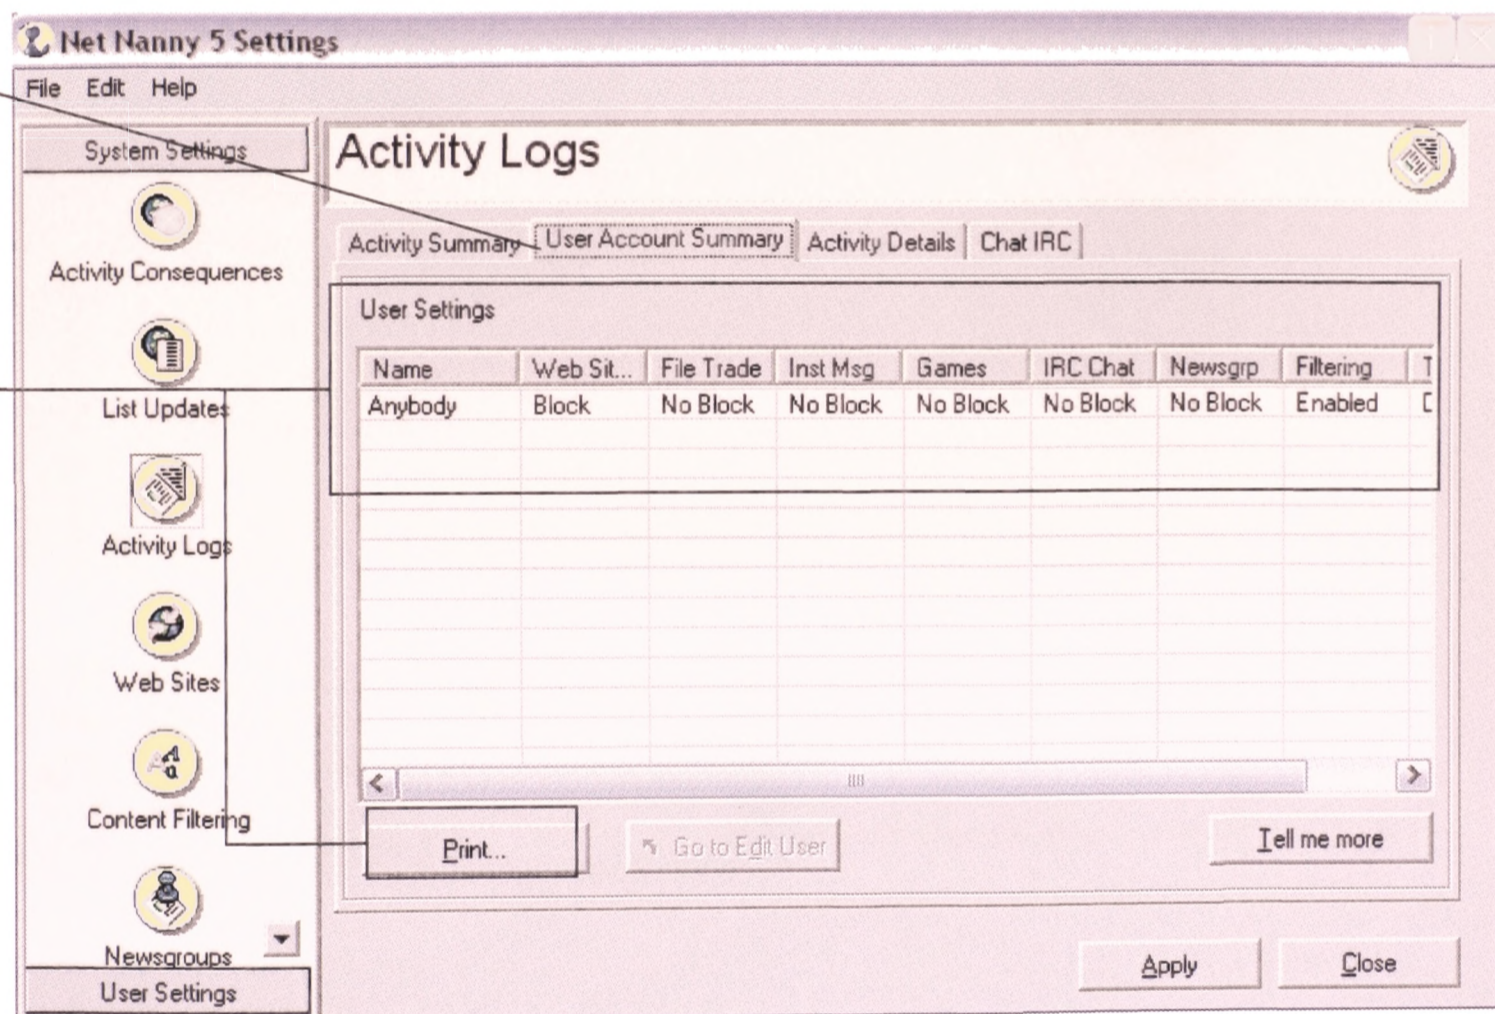 Net Nanny 5 Settings
File Edit Help
System Settings
Activity Consequences
List Updates
Activity Logs
Web Sites
Content Filtering
Newsgroups
User Settings
Activity Logs
Activity Summary User Account Summary Activity Details Chat IRC
User Settings
Name Web Sit... File Trade Inst Msg Games IRC Chat Newsgrp Filtering T
Anybody Block No Block No Block No Block No Block No Block Enabled
Print... Go to Edit User Tell me more
Apply Close